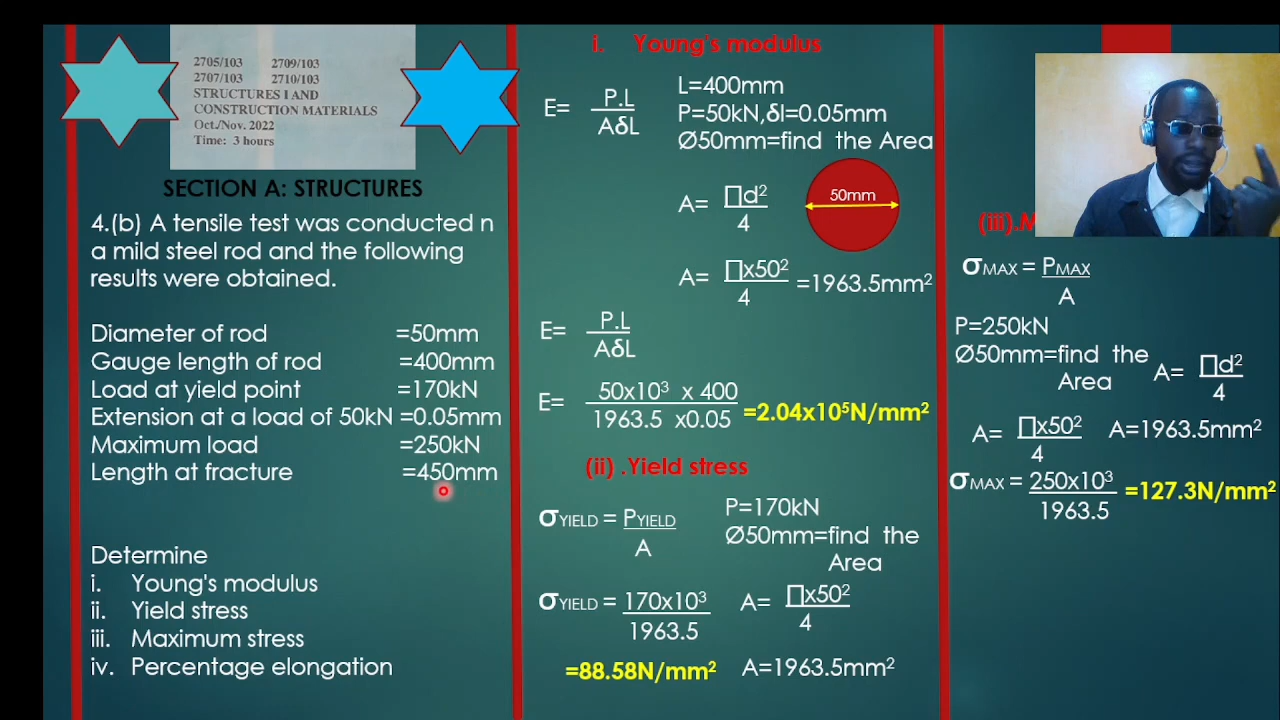 2705/103 2709/103
2707/103 2710/103
STRUCTURES I AND
CONSTRUCTION MATERIALS
Oct./Nov. 2022
Time: 3 hours
SECTION A: STRUCTURES
4.(b) A tensile test was conducted n
a mild steel rod and the following
results were obtained.
Diameter of rod =50mm
Gauge length of rod =400mm
Load at yield point =170kN
Extension at a load of 50kN =0.05mm
Maximum load =250kN
Length at fracture =450mm
Determine
i. Young's modulus
ii. Yield stress
iii. Maximum stress
iv. Percentage elongation
i. Young's modulus
E= P.L
AδL
L=400mm
P=50kN,δl=0.05mm
Ø50mm=find the Area
A= ∏d²
4
50mm
A= ∏x50² =1963.5mm²
4
E= P.L
AδL
E= 50x10³ x 400
1963.5 x0.05 =2.04x10⁵N/mm²
(ii) .Yield stress
σYIELD = PYIELD
A
P=170kN
Ø50mm=find the
Area
σYIELD = 170x10³
1963.5
A= ∏x50²
4
=88.58N/mm² A=1963.5mm²
(iii).M
σMAX = PMAX
A
P=250kN
Ø50mm=find the
Area
A= ∏d²
4
A= ∏x50²
4
A=1963.5mm²
σMAX = 250x10³ =127.3N/mm²
1963.5